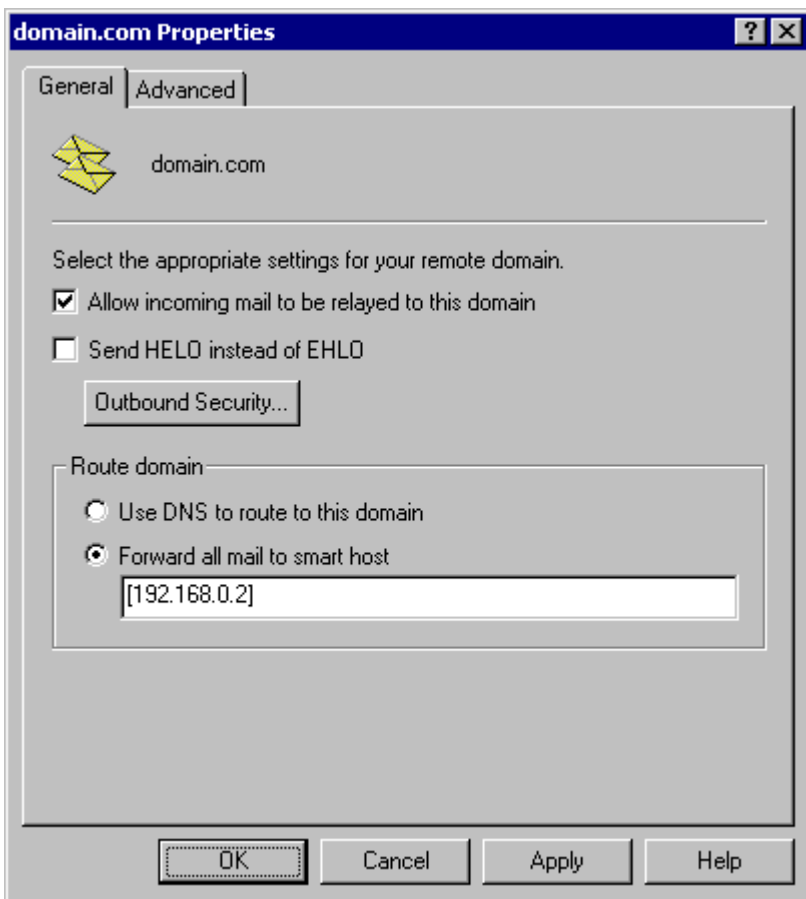 domain.com Properties
General Advanced
domain.com
Select the appropriate settings for your remote domain.
Allow incoming mail to be relayed to this domain
Send HELO instead of EHLO
Outbound Security...
Route domain
Use DNS to route to this domain
Forward all mail to smart host
[192.168.0.2]
OK Cancel Apply Help